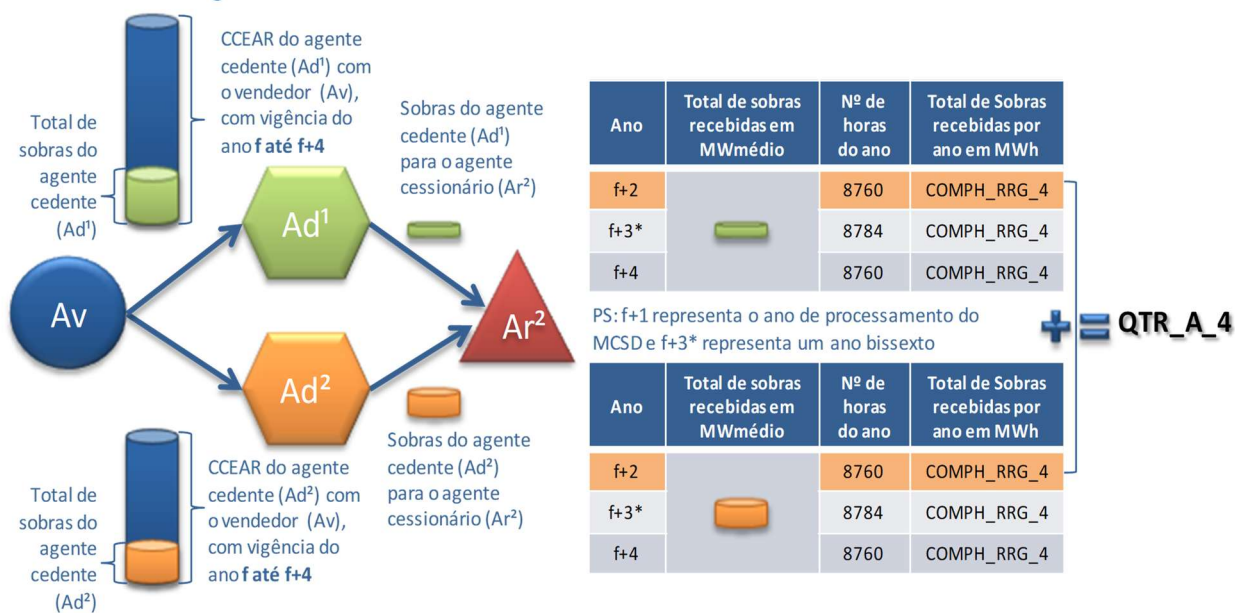 CCEAR do agente
cedente (Ad¹) com
o vendedor (Av),
com vigência do
ano f até f+4
Total de
sobras do
agente
cedente
(Ad¹)
Sobras do agente
cedente (Ad¹)
para o agente
cessionário (Ar²)
Ad¹
Av
Ar²
Ad²
Sobras do agente
cedente (Ad²)
para o agente
cessionário (Ar²)
CCEAR do agente
cedente (Ad²) com
o vendedor (Av),
com vigência do
ano f até f+4
Total de
sobras do
agente
cedente
(Ad²)
Ano Total de sobras recebidas em MWmédio Nº de horas do ano Total de Sobras recebidas por ano em MWh
f+2 8760 COMPH_RRG_4
f+3* 8784 COMPH_RRG_4
f+4 8760 COMPH_RRG_4
PS: f+1 representa o ano de processamento do
MCSD e f+3* representa um ano bissexto
+ = QTR_A_4
Ano Total de sobras recebidas em MWmédio Nº de horas do ano Total de Sobras recebidas por ano em MWh
f+2 8760 COMPH_RRG_4
f+3* 8784 COMPH_RRG_4
f+4 8760 COMPH_RRG_4